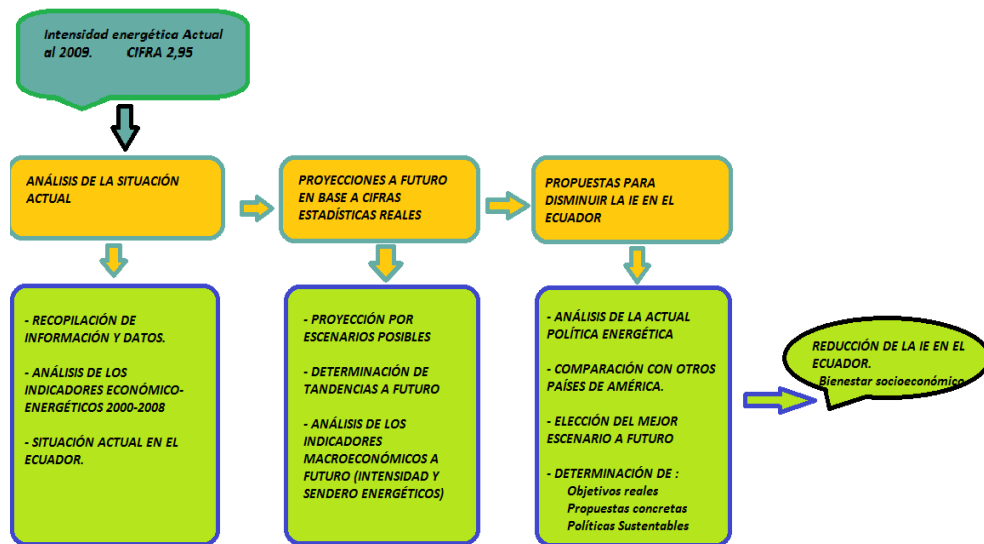 Intensidad energética Actual
al 2009. CIFRA 2,95
ANÁLISIS DE LA SITUACIÓN
ACTUAL
PROYECCIONES A FUTURO
EN BASE A CIFRAS
ESTADÍSTICAS REALES
PROPUESTAS PARA
DISMINUIR LA IE EN EL
ECUADOR
- RECOPILACIÓN DE
INFORMACIÓN Y DATOS.
- ANÁLISIS DE LOS
INDICADORES ECONÓMICO-
ENERGÉTICOS 2000-2008
- SITUACIÓN ACTUAL EN EL
ECUADOR.
- PROYECCIÓN POR
ESCENARIOS POSIBLES
- DETERMINACIÓN DE
TANDENCIAS A FUTURO
- ANÁLISIS DE LOS
INDICADORES
MACROECONÓMICOS A
FUTURO (INTENSIDAD Y
SENDERO ENERGÉTICOS)
- ANÁLISIS DE LA ACTUAL
POLÍTICA ENERGÉTICA
- COMPARACIÓN CON OTROS
PAÍSES DE AMÉRICA.
- ELECCIÓN DEL MEJOR
ESCENARIO A FUTURO
- DETERMINACIÓN DE :
Objetivos reales
Propuestas concretas
Políticas Sustentables
REDUCCIÓN DE LA IE EN EL
ECUADOR.
Bienestar socioeconómico